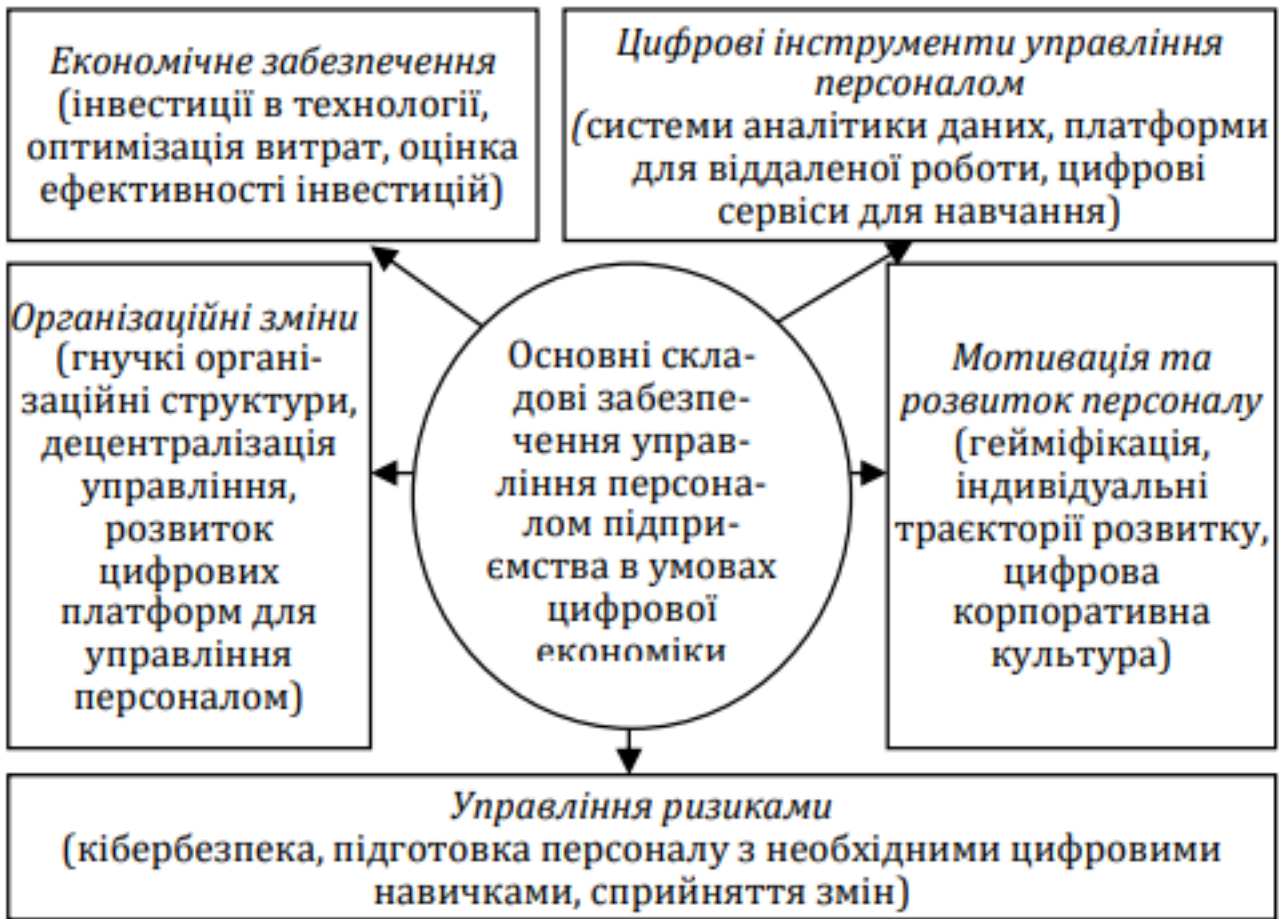 Економічне забезпечення
(інвестиції в технології,
оптимізація витрат, оцінка
ефективності інвестицій)
Цифрові інструменти управління
персоналом
(системи аналітики даних, платформи
для віддаленої роботи, цифрові
сервіси для навчання)
Організаційні зміни
(гнучкі органі-
заційні структури,
децентралізація
управління,
розвиток
цифрових
платформ для
управління
персоналом)
Основні скла-
дові забезпе-
чення управ-
ління персона-
лом підпри-
ємства в умовах
цифрової
економіки
Мотивація та
розвиток персоналу
(гейміфікація,
індивідуальні
траєкторії розвитку,
цифрова
корпоративна
культура)
Управління ризиками
(кібербезпека, підготовка персоналу з необхідними цифровими
навичками, сприйняття змін)